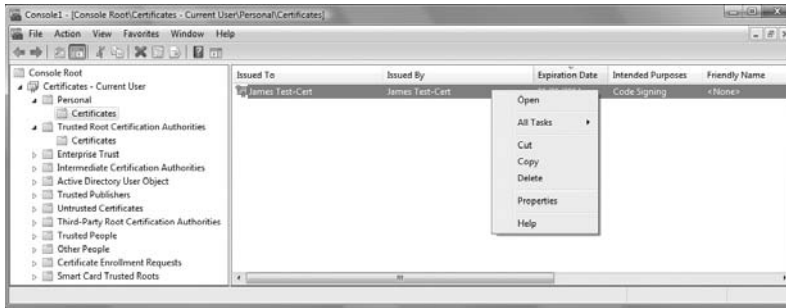 Console1 - [Console Root\Certificates - Current User\Personal\Certificates]
File Action View Favorites Window Help
Console Root
Certificates - Current User
Personal
Certificates
Trusted Root Certification Authorities
Certificates
Enterprise Trust
Intermediate Certification Authorities
Active Directory User Object
Trusted Publishers
Untrusted Certificates
Third-Party Root Certification Authorities
Trusted People
Other People
Certificate Enrollment Requests
Smart Card Trusted Roots
Issued To Issued By Expiration Date Intended Purposes Friendly Name
James Test-Cert James Test-Cert Code Signing <None>
Open
All Tasks
Cut
Copy
Delete
Properties
Help